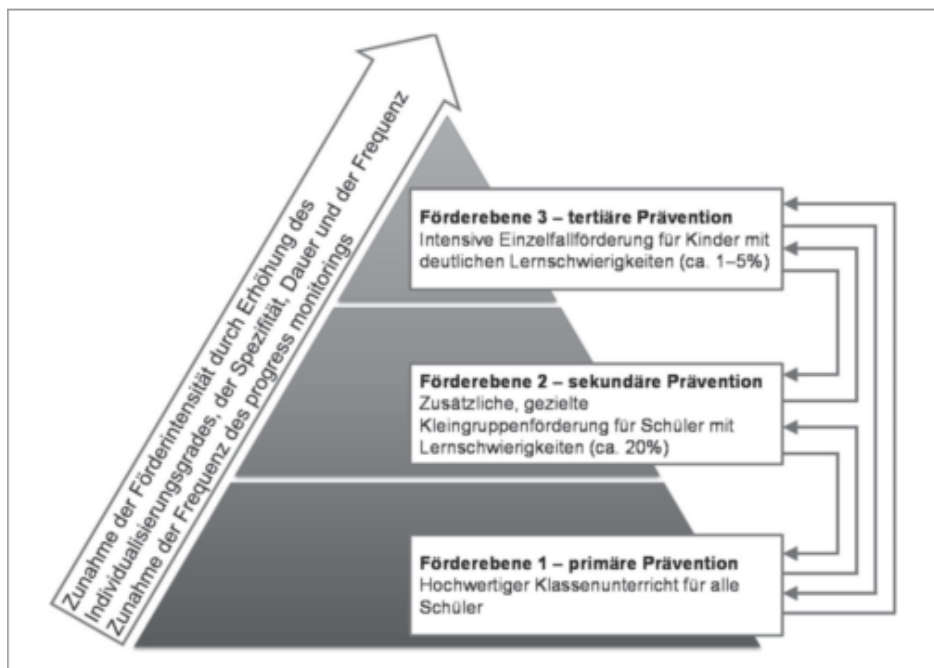 Zunahme der Förderintensität durch Erhöhung des
Individualisierungsgrades, der Spezifität, Dauer und der Frequenz
Zunahme der Frequenz des progress monitorings
Förderebene 3 – tertiäre Prävention
Intensive Einzelfallförderung für Kinder mit
deutlichen Lernschwierigkeiten (ca. 1–5%)
Förderebene 2 – sekundäre Prävention
Zusätzliche, gezielte
Kleingruppenförderung für Schüler mit
Lernschwierigkeiten (ca. 20%)
Förderebene 1 – primäre Prävention
Hochwertiger Klassenunterricht für alle
Schüler